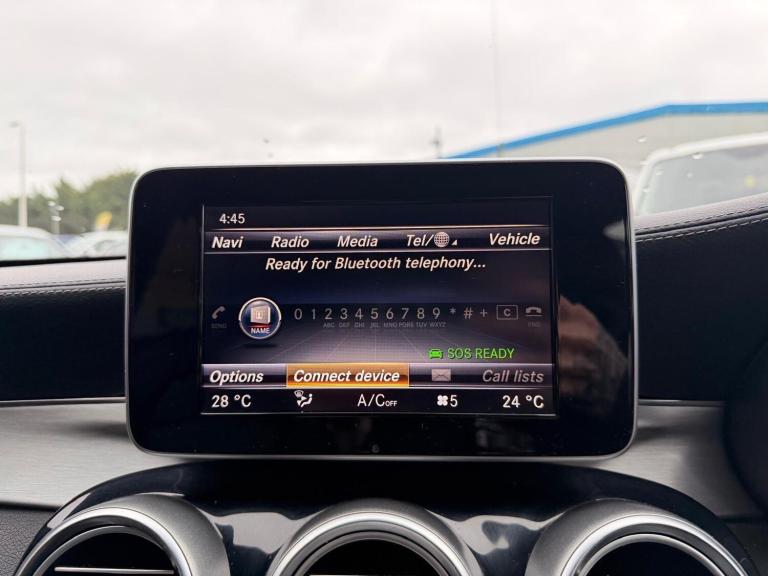 4:45
Navi Radio Media Tel/ Vehicle
Ready for Bluetooth telephony...
0 1 2 3 4 5 6 7 8 9 * # + C
SEND NAME ABC DEF GHI JKL MNO PQRS TUV WXYZ END
SOS READY
Options Connect device Call lists
28 °C A/C OFF 5 24 °C